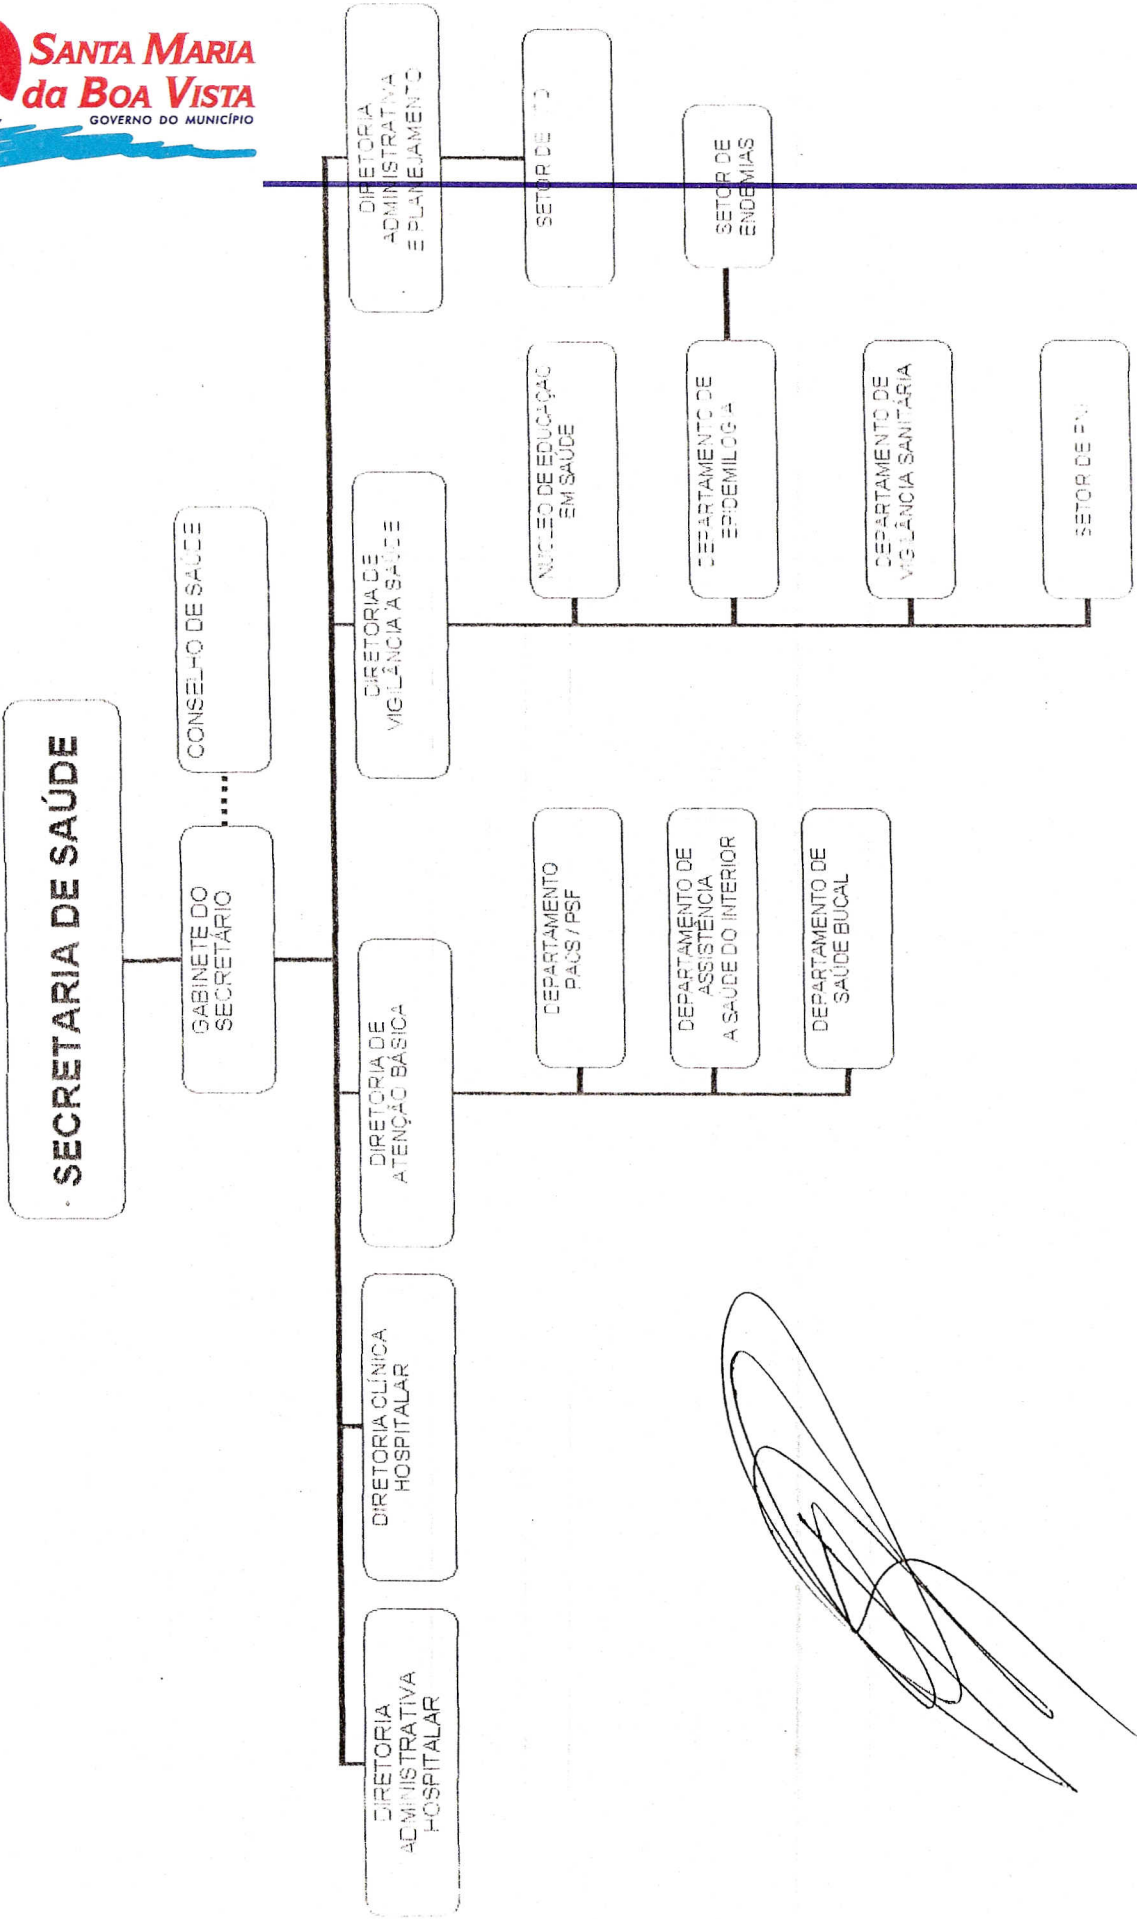 SANTA MARIA
da BOA VISTA
GOVERNO DO MUNICÍPIO
SECRETARIA DE SAÚDE
GABINETE DO
SECRETÁRIO
CONSELHO DE SAÚDE
DIRETORIA
ADMINISTRATIVA
HOSPITALAR
DIRETORIA CLÍNICA
HOSPITALAR
DIRETORIA DE
ATENÇÃO BÁSICA
DIRETORIA DE
VIGILÂNCIA A SAÚDE
DIRETORIA
ADMINISTRATIVA
E PLANEJAMENTO
DEPARTAMENTO
PACS / PSF
DEPARTAMENTO DE
ASSISTÊNCIA
A SAÚDE DO INTERIOR
DEPARTAMENTO DE
SAÚDE BUCAL
NUCLEO DE EDUCAÇÃO
EM SAÚDE
DEPARTAMENTO DE
EPIDEMILOGIA
DEPARTAMENTO DE
VIGILÂNCIA SANITÁRIA
SETOR DE
SETOR DE
SETOR DE
ENDEMIAS